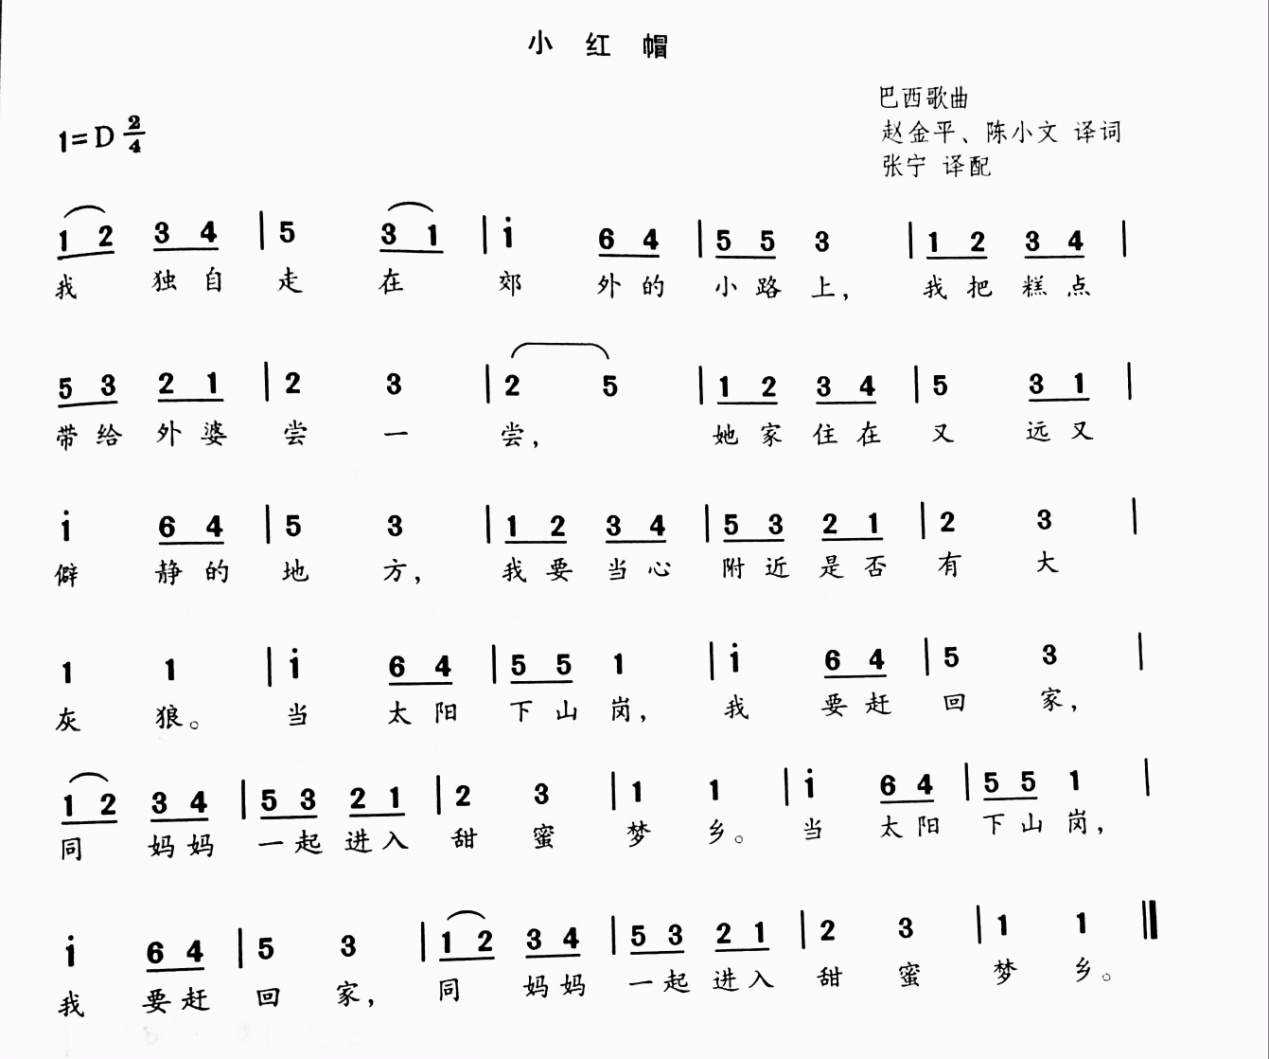 小红帽
巴西歌曲
1=D 2/4
赵金平、陈小文 译词
张宁 译配
1 2 3 4 | 5 3 1 | i 6 4 | 5 5 3 | 1 2 3 4 |
我 独自 走 在 郊 外的 小路上, 我把糕点
5 3 2 1 | 2 3 | 2 5 | 1 2 3 4 | 5 3 1 |
带给外婆 尝 一 尝, 她家住在 又 远又
i 6 4 | 5 3 | 1 2 3 4 | 5 3 2 1 | 2 3 |
僻 静的 地 方, 我要当心 附近是否 有 大
1 1 | i 6 4 | 5 5 1 | i 6 4 | 5 3 |
灰 狼。 当 太阳 下山岗, 我 要赶 回 家,
1 2 3 4 | 5 3 2 1 | 2 3 | 1 1 | i 6 4 | 5 5 1 |
同 妈妈 一起进入 甜 蜜 梦 乡。 当 太阳 下山岗,
i 6 4 | 5 3 | 1 2 3 4 | 5 3 2 1 | 2 3 | 1 1 ‖
我 要赶 回 家, 同 妈妈 一起进入 甜 蜜 梦 乡。